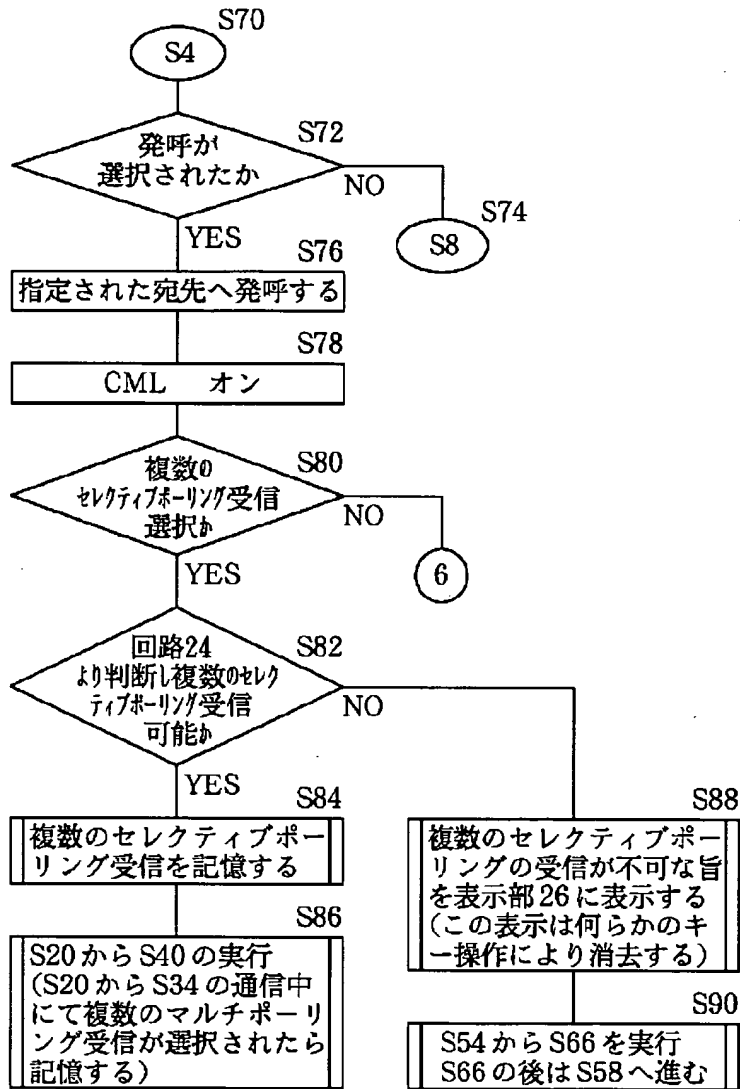 S70
S4
S72
発呼が
選択されたか
NO
S74
S8
YES
S76
指定された宛先へ発呼する
S78
CML オン
S80
複数の
セレクティブポーリング受信
選択か
NO
6
YES
S82
回路24
より判断し複数のセレク
ティブポーリング受信
可能か
NO
YES
S84
複数のセレクティブポー
リング受信を記憶する
S86
S20からS40の実行
(S20からS34の通信中
にて複数のマルチポーリ
ング受信が選択されたら
記憶する)
S88
複数のセレクティブポー
リングの受信が不可な旨
を表示部26に表示する
(この表示は何らかのキ
ー操作により消去する)
S90
S54からS66を実行
S66の後はS58へ進む